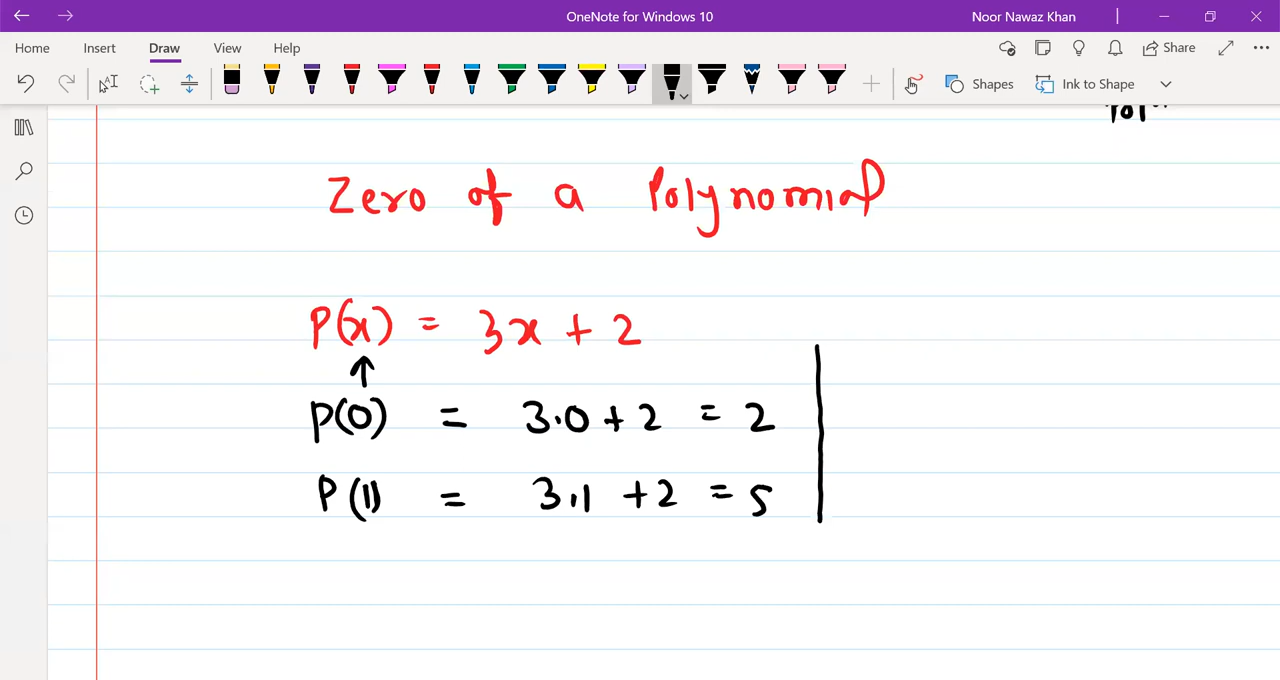 OneNote for Windows 10
Noor Nawaz Khan
Home Insert Draw View Help
Share
Shapes
Ink to Shape
Zero of a Polynomial
P(x) = 3x + 2
P(0) = 3.0 + 2 = 2
P(1) = 3.1 + 2 = 5